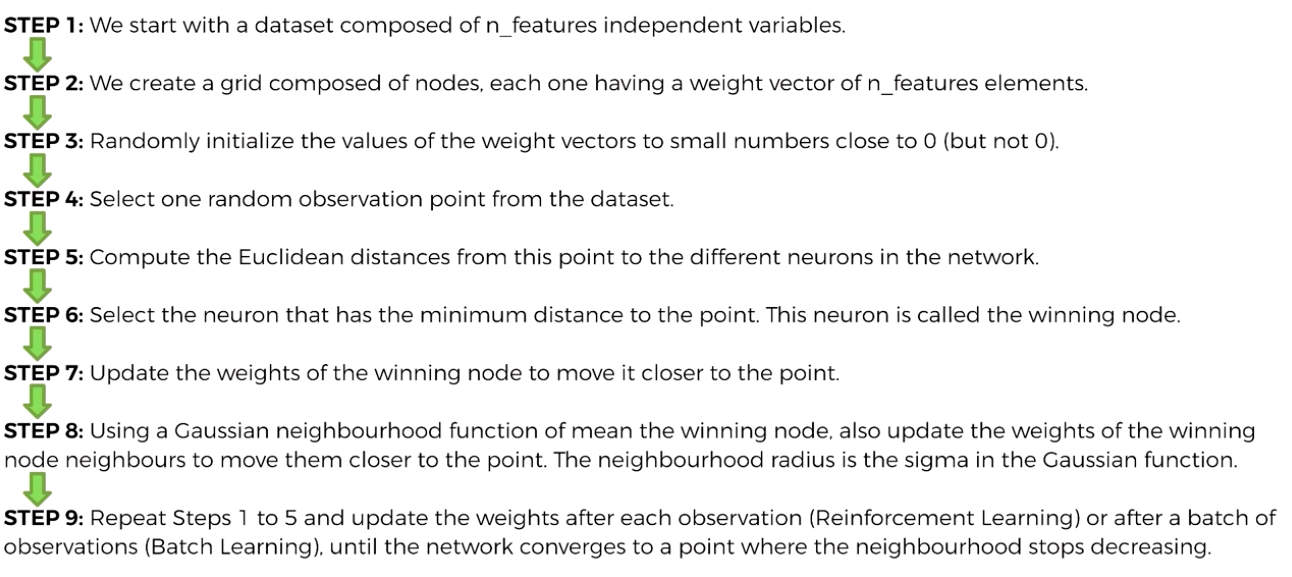 STEP 1: We start with a dataset composed of n_features independent variables.
STEP 2: We create a grid composed of nodes, each one having a weight vector of n_features elements.
STEP 3: Randomly initialize the values of the weight vectors to small numbers close to 0 (but not 0).
STEP 4: Select one random observation point from the dataset.
STEP 5: Compute the Euclidean distances from this point to the different neurons in the network.
STEP 6: Select the neuron that has the minimum distance to the point. This neuron is called the winning node.
STEP 7: Update the weights of the winning node to move it closer to the point.
STEP 8: Using a Gaussian neighbourhood function of mean the winning node, also update the weights of the winning
node neighbours to move them closer to the point. The neighbourhood radius is the sigma in the Gaussian function.
STEP 9: Repeat Steps 1 to 5 and update the weights after each observation (Reinforcement Learning) or after a batch of
observations (Batch Learning), until the network converges to a point where the neighbourhood stops decreasing.